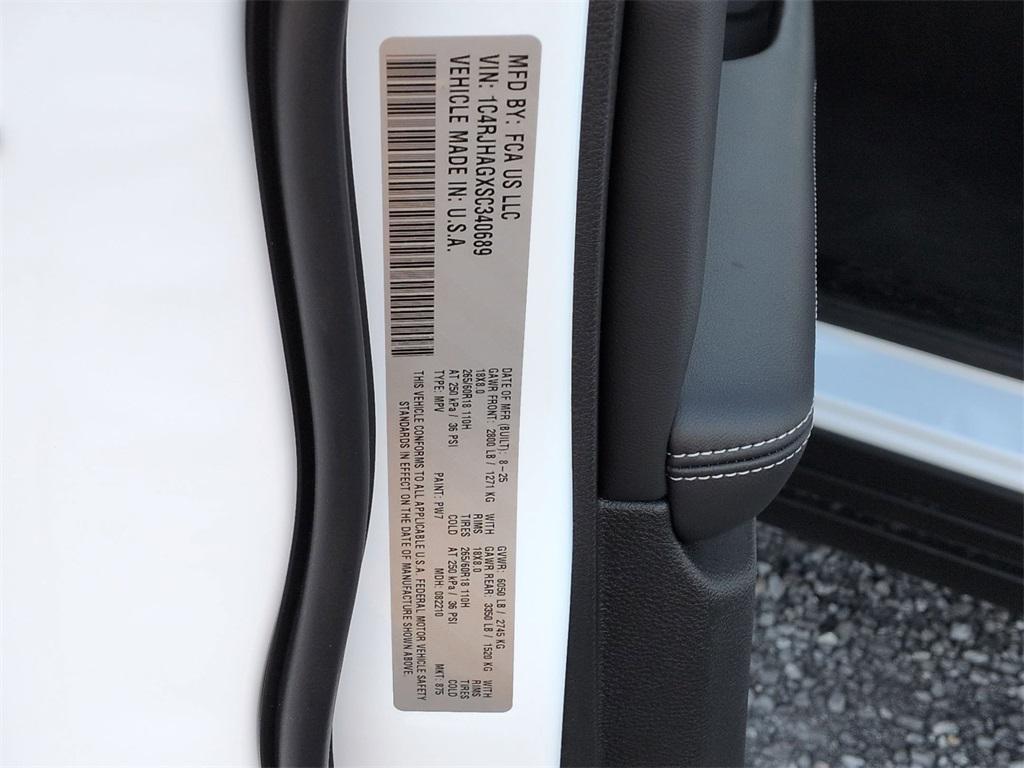 MFD BY: FCA US LLC
VIN: 1C4RJHAGXSC340689
VEHICLE MADE IN: U.S.A.
DATE OF MFR (BUILT): 8-25 GVWR: 6050 LB / 2745 KG
GAWR FRONT: 2800 LB / 1271 KG WITH GAWR REAR: 3350 LB / 1520 KG WITH
18X8.0 RIMS 18X8.0 RIMS
265/60R18 110H TIRES 265/60R18 110H TIRES
AT 250 kPa / 36 PSI COLD AT 250 kPa / 36 PSI COLD
TYPE: MPV PAINT: PW7 MDH: 082210 MKT: 875
THIS VEHICLE CONFORMS TO ALL APPLICABLE U.S.A. FEDERAL MOTOR VEHICLE SAFETY
STANDARDS IN EFFECT ON THE DATE OF MANUFACTURE SHOWN ABOVE.